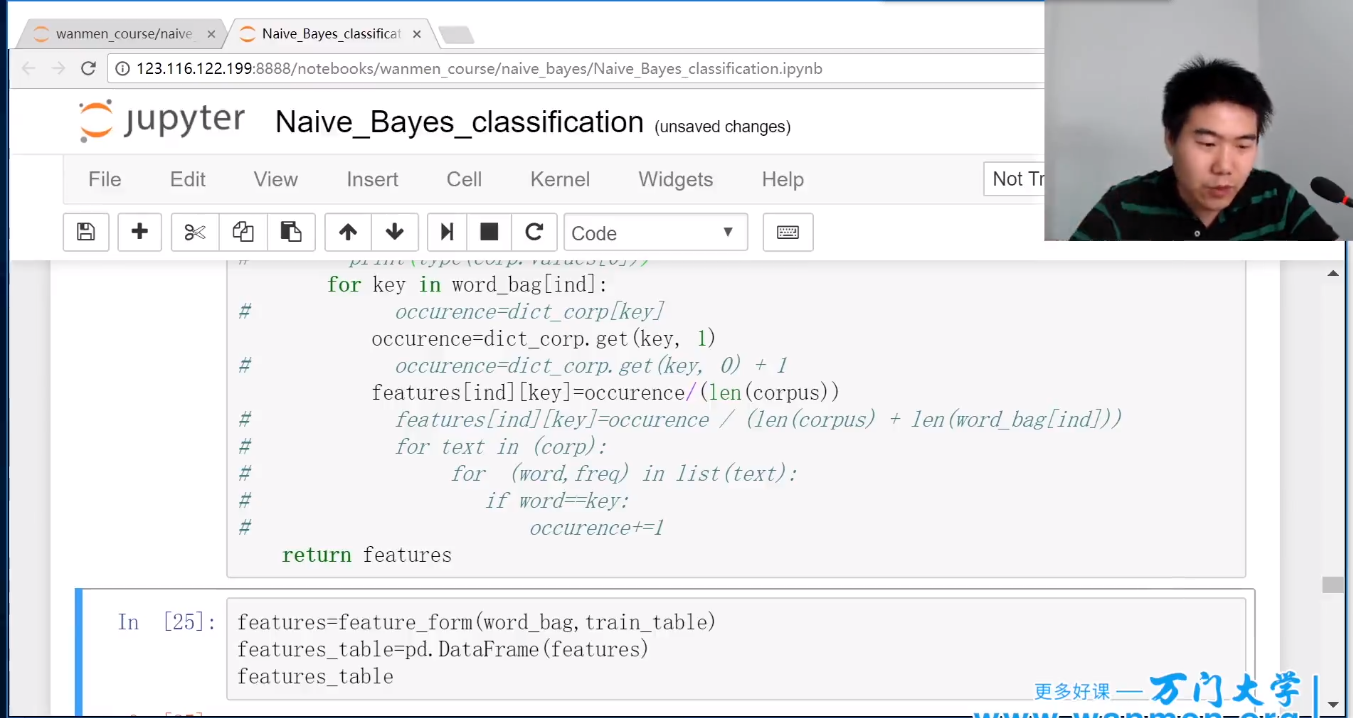 wanmen_course/naive_
Naive_Bayes_classificat
123.116.122.199:8888/notebooks/wanmen_course/naive_bayes/Naive_Bayes_classification.ipynb
jupyter Naive_Bayes_classification (unsaved changes)
File Edit View Insert Cell Kernel Widgets Help Not Tr
Code
# print(type(corp.values[0]))
for key in word_bag[ind]:
# occurence=dict_corp[key]
occurence=dict_corp.get(key, 1)
# occurence=dict_corp.get(key, 0) + 1
features[ind][key]=occurence/(len(corpus))
# features[ind][key]=occurence / (len(corpus) + len(word_bag[ind]))
# for text in (corp):
# for (word,freq) in list(text):
# if word==key:
# occurence+=1
return features
In [25]:
features=feature_form(word_bag,train_table)
features_table=pd.DataFrame(features)
features_table
更多好课 — 万门大学
www.wanmen.org